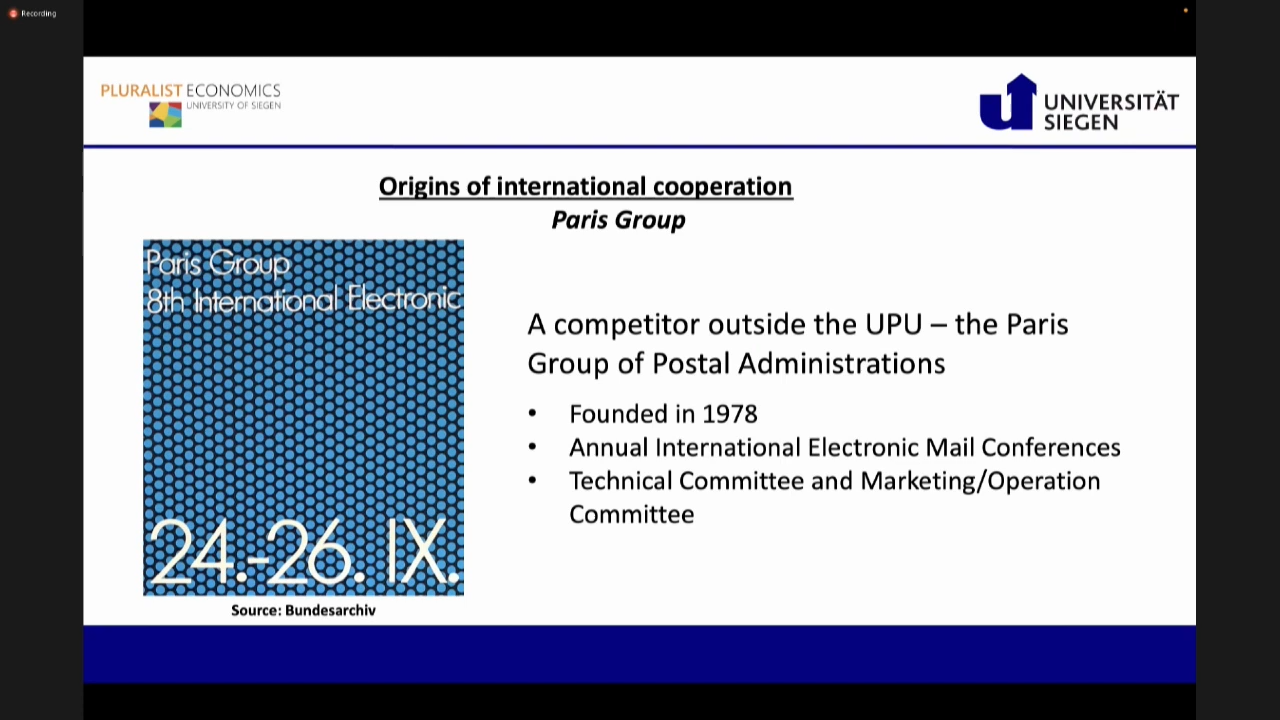 Recording
PLURALIST ECONOMICS
UNIVERSITY OF SIEGEN
UNIVERSITÄT
SIEGEN
Origins of international cooperation
Paris Group
Paris Group
8th International Electronic
24.-26. IX.
Source: Bundesarchiv
A competitor outside the UPU – the Paris
Group of Postal Administrations
• Founded in 1978
• Annual International Electronic Mail Conferences
• Technical Committee and Marketing/Operation
Committee